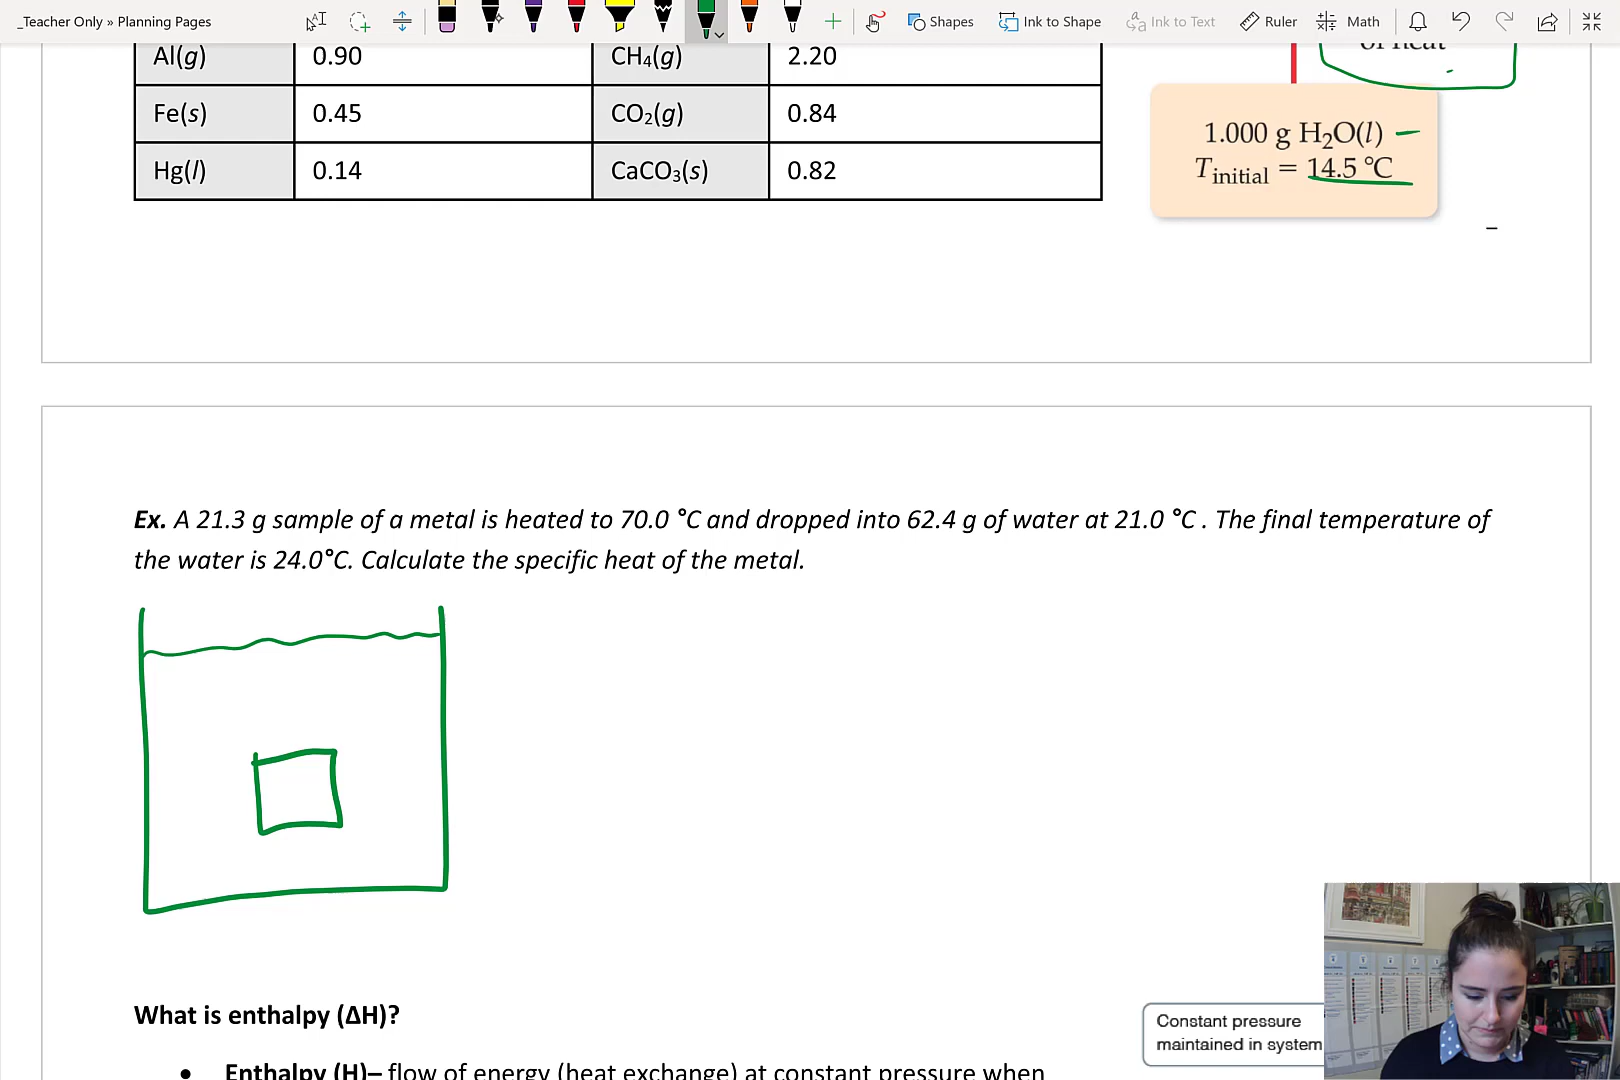 _Teacher Only » Planning Pages
Shapes
Ink to Shape
Ink to Text
Ruler
Math
Al(g) 0.90 CH₄(g) 2.20
Fe(s) 0.45 CO₂(g) 0.84
Hg(l) 0.14 CaCO₃(s) 0.82
of heat
1.000 g H₂O(l)
Tinitial = 14.5 °C
Ex. A 21.3 g sample of a metal is heated to 70.0 °C and dropped into 62.4 g of water at 21.0 °C . The final temperature of
the water is 24.0°C. Calculate the specific heat of the metal.
What is enthalpy (ΔH)?
• Enthalpy (H)– flow of energy (heat exchange) at constant pressure when
Constant pressure
maintained in system